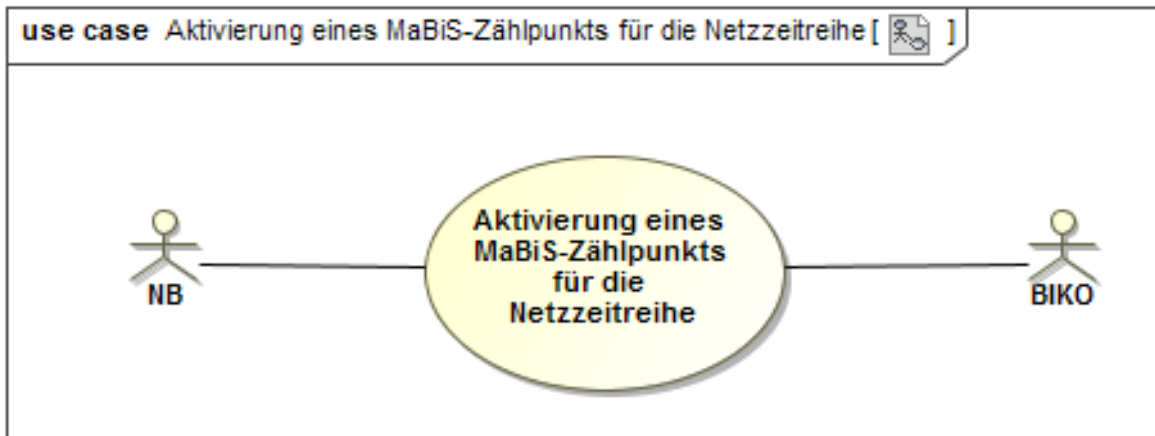 use case Aktivierung eines MaBiS-Zählpunkts für die Netzzeitreihe [ ]
Aktivierung eines
MaBiS-Zählpunkts
für die
Netzzeitreihe
NB
BIKO